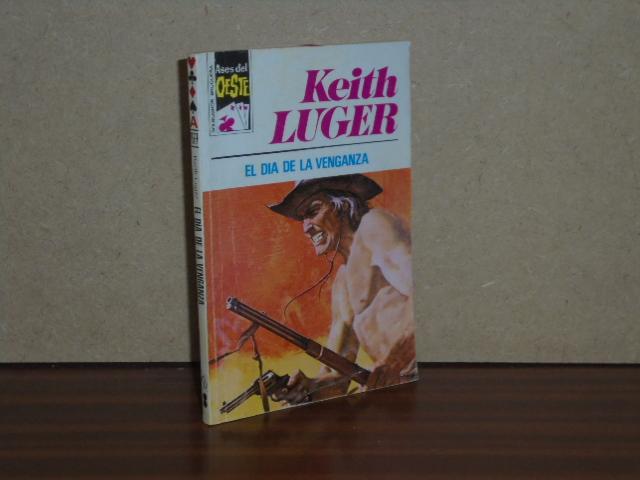 Ases del
OESTE
Keith
LUGER
EL DIA DE LA VENGANZA
A
EL DIA DE LA VENGANZA